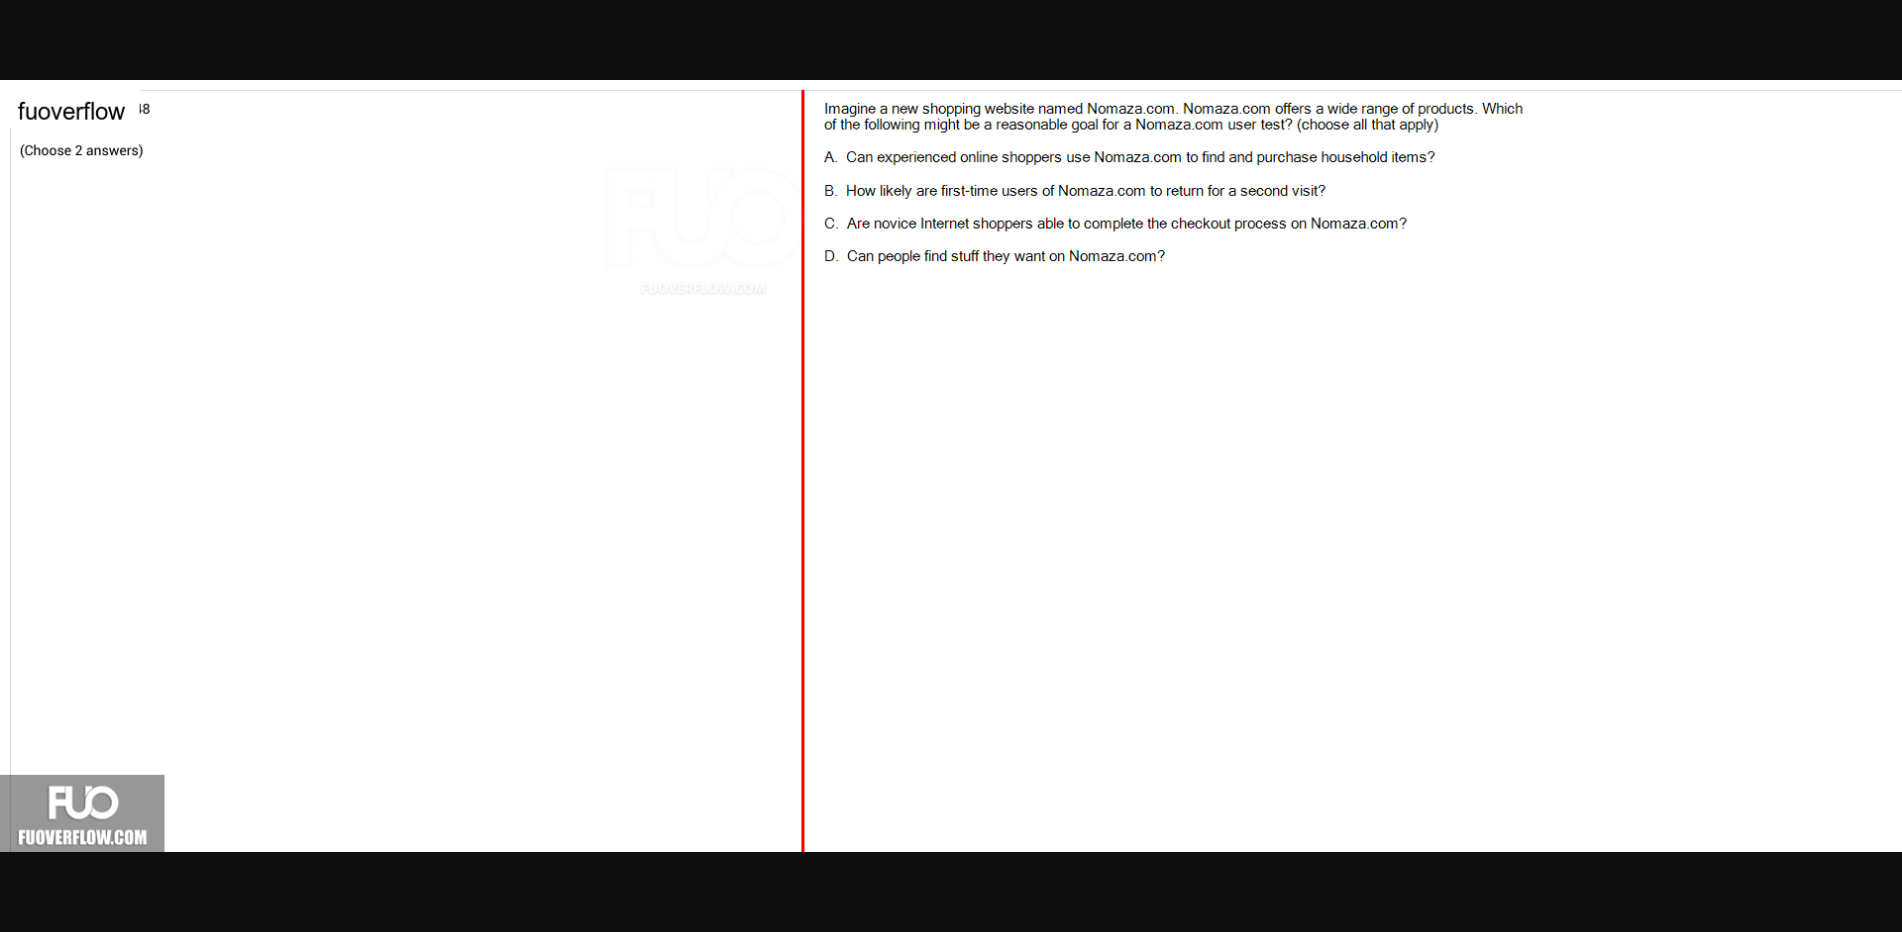 fuoverflow
(Choose 2 answers)
Imagine a new shopping website named Nomaza.com. Nomaza.com offers a wide range of products. Which
of the following might be a reasonable goal for a Nomaza.com user test? (choose all that apply)
A. Can experienced online shoppers use Nomaza.com to find and purchase household items?
B. How likely are first-time users of Nomaza.com to return for a second visit?
C. Are novice Internet shoppers able to complete the checkout process on Nomaza.com?
D. Can people find stuff they want on Nomaza.com?
FUO
FUOVERFLOW.COM
FUO
FUOVERFLOW.COM